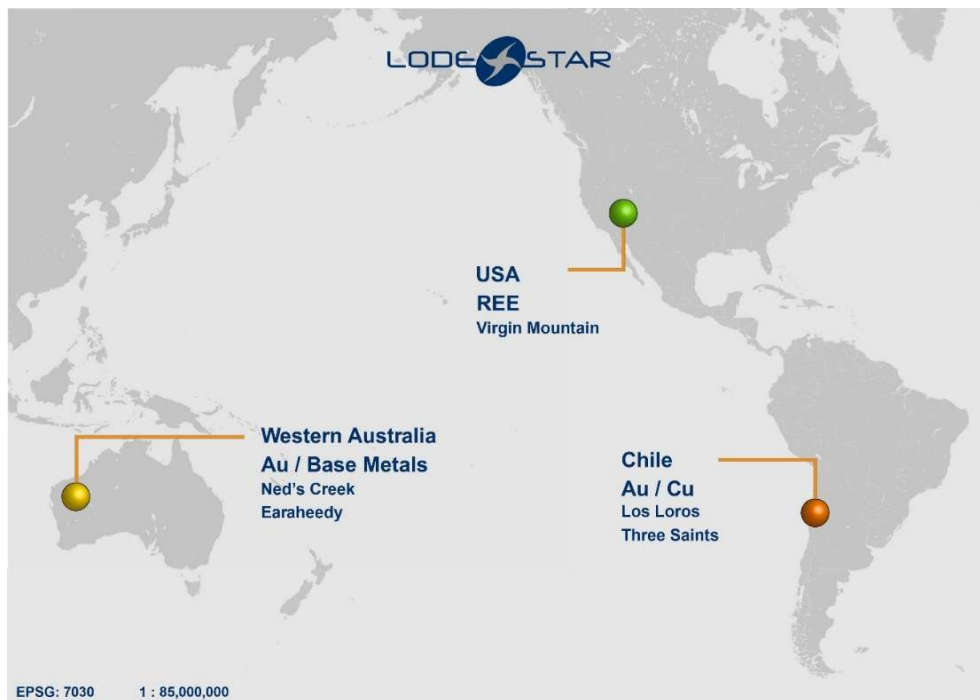 LODESTAR
USA
REE
Virgin Mountain
Western Australia
Au / Base Metals
Ned's Creek
Earaheedy
Chile
Au / Cu
Los Loros
Three Saints
EPSG: 7030 1 : 85,000,000